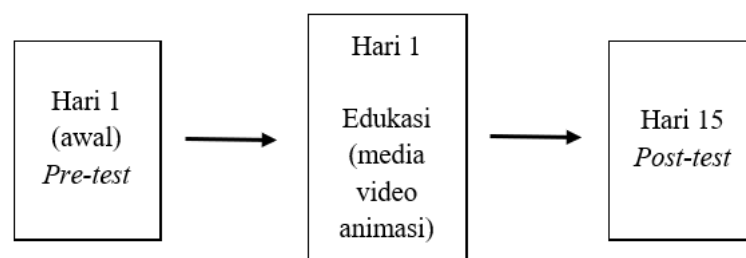 Hari 1
(awal)
Pre-test
Hari 1
Edukasi
(media
video
animasi)
Hari 15
Post-test